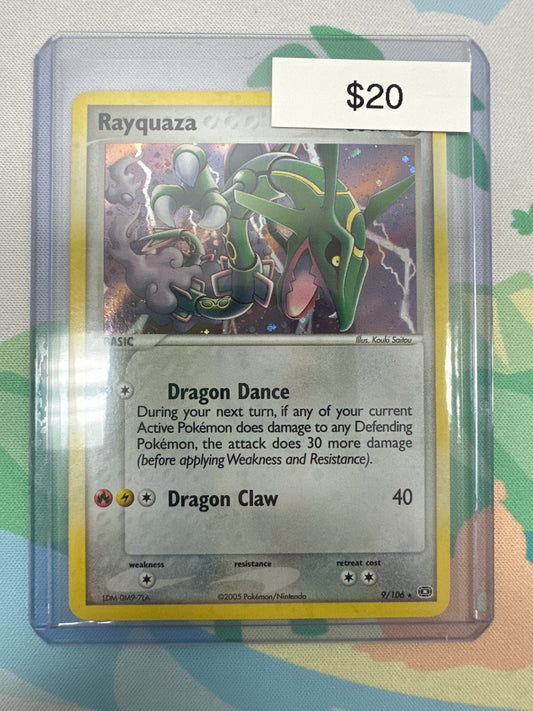 $20
Rayquaza
BASIC
Illus. Kouki Saitou
Dragon Dance
During your next turn, if any of your current
Active Pokémon does damage to any Defending
Pokémon, the attack does 30 more damage
(before applying Weakness and Resistance).
Dragon Claw 40
weakness resistance retreat cost
©2005 Pokémon/Nintendo
9/106 ★